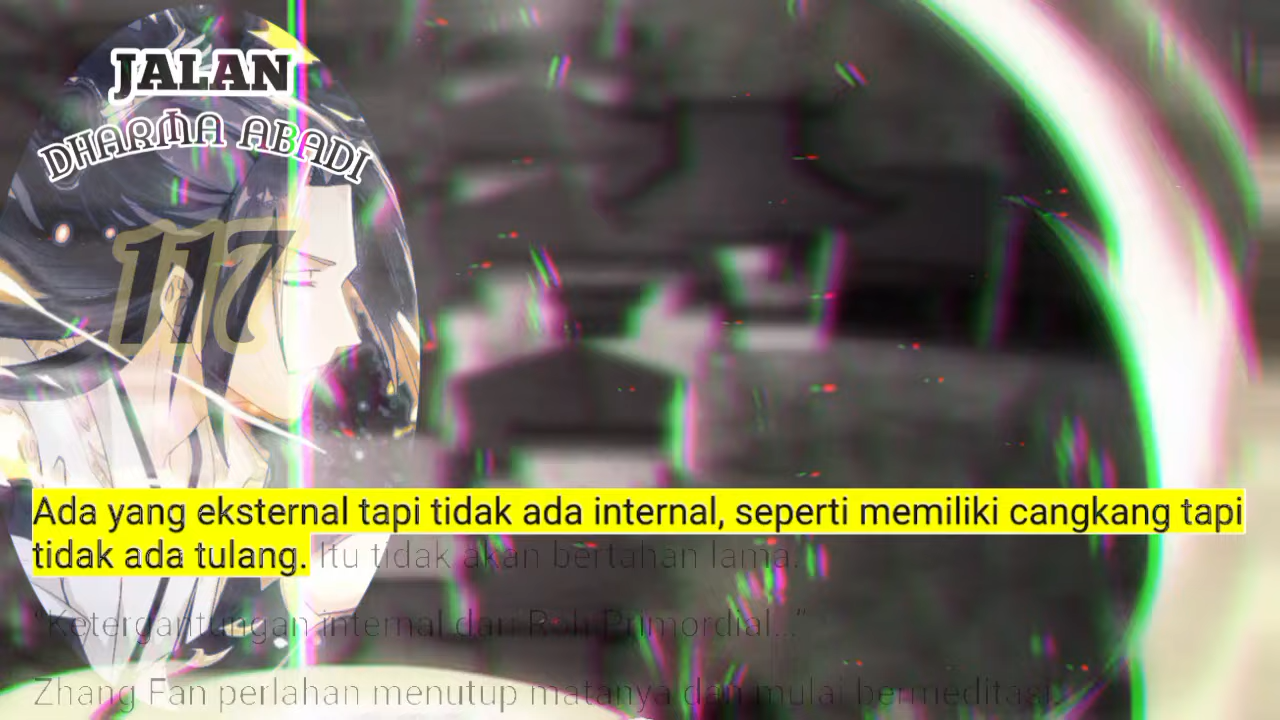 JALAN
DHARMA ABADI
117
Ada yang eksternal tapi tidak ada internal, seperti memiliki cangkang tapi
tidak ada tulang. Itu tidak akan bertahan lama.
“Ketergantungan internal dari Roh Primordial...”
Zhang Fan perlahan menutup matanya dan mulai bermeditasi.